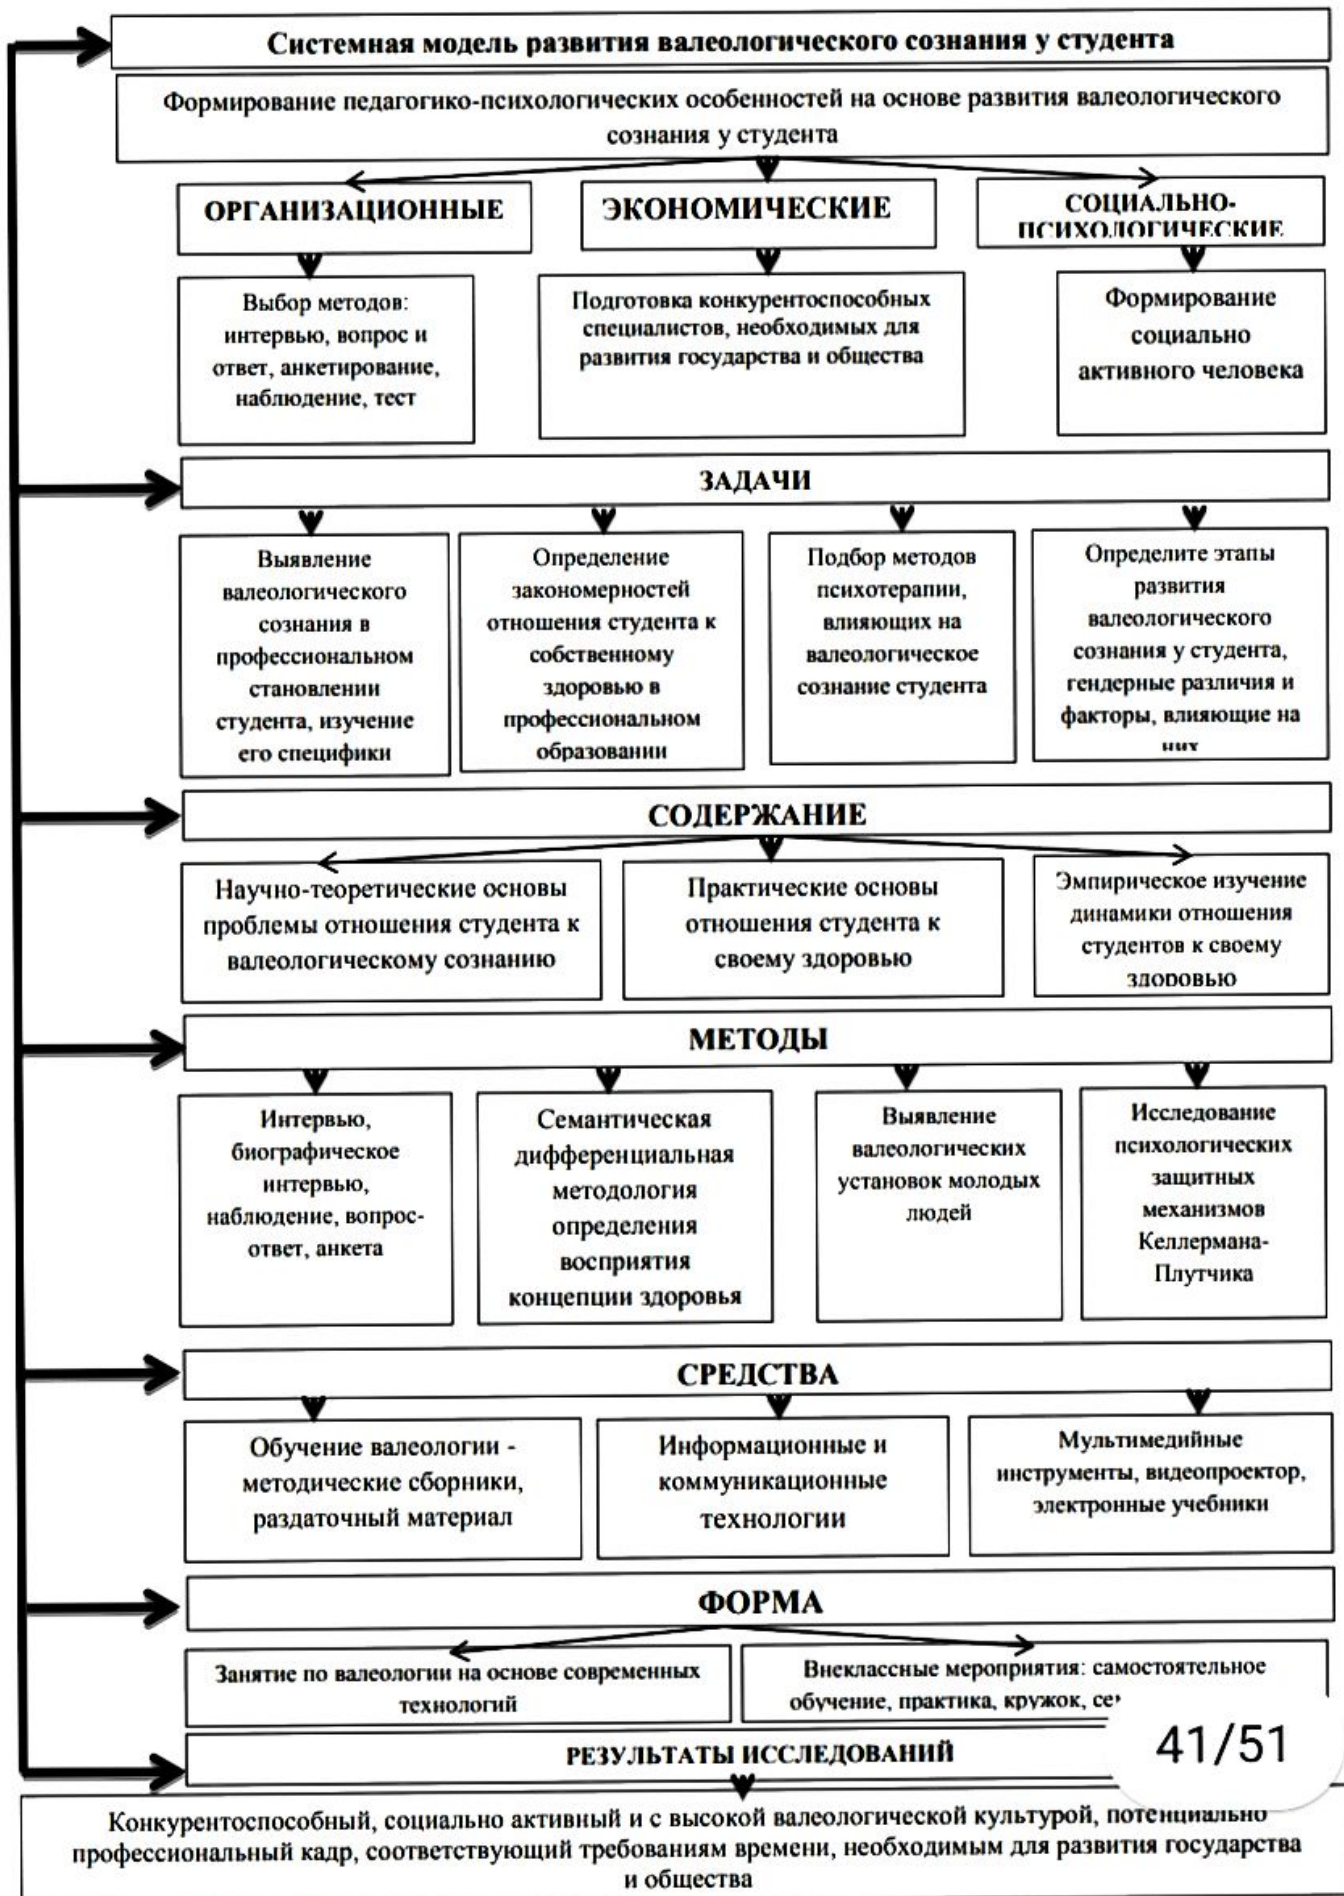 Системная модель развития валеологического сознания у студента
Формирование педагогико-психологических особенностей на основе развития валеологического
сознания у студента
ОРГАНИЗАЦИОННЫЕ
ЭКОНОМИЧЕСКИЕ
СОЦИАЛЬНО-
ПСИХОЛОГИЧЕСКИЕ
Выбор методов:
интервью, вопрос и
ответ, анкетирование,
наблюдение, тест
Подготовка конкурентоспособных
специалистов, необходимых для
развития государства и общества
Формирование
социально
активного человека
ЗАДАЧИ
Выявление
валеологического
сознания в
профессиональном
становлении
студента, изучение
его специфики
Определение
закономерностей
отношения студента к
собственному
здоровью в
профессиональном
образовании
Подбор методов
психотерапии,
влияющих на
валеологическое
сознание студента
Определите этапы
развития
валеологического
сознания у студента,
гендерные различия и
факторы, влияющие на
них
СОДЕРЖАНИЕ
Научно-теоретические основы
проблемы отношения студента к
валеологическому сознанию
Практические основы
отношения студента к
своему здоровью
Эмпирическое изучение
динамики отношения
студентов к своему
здоровью
МЕТОДЫ
Интервью,
биографическое
интервью,
наблюдение, вопрос-
ответ, анкета
Семантическая
дифференциальная
методология
определения
восприятия
концепции здоровья
Выявление
валеологических
установок молодых
людей
Исследование
психологических
защитных
механизмов
Келлермана-
Плутчика
СРЕДСТВА
Обучение валеологии -
методические сборники,
раздаточный материал
Информационные и
коммуникационные
технологии
Мультимедийные
инструменты, видеопроектор,
электронные учебники
ФОРМА
Занятие по валеологии на основе современных
технологий
Внеклассные мероприятия: самостоятельное
обучение, практика, кружок,
РЕЗУЛЬТАТЫ ИССЛЕДОВАНИЙ
41/51
Конкурентоспособный, социально активный и с высокой валеологической культурой, потенциально
профессиональный кадр, соответствующий требованиям времени, необходимым для развития государства
и общества